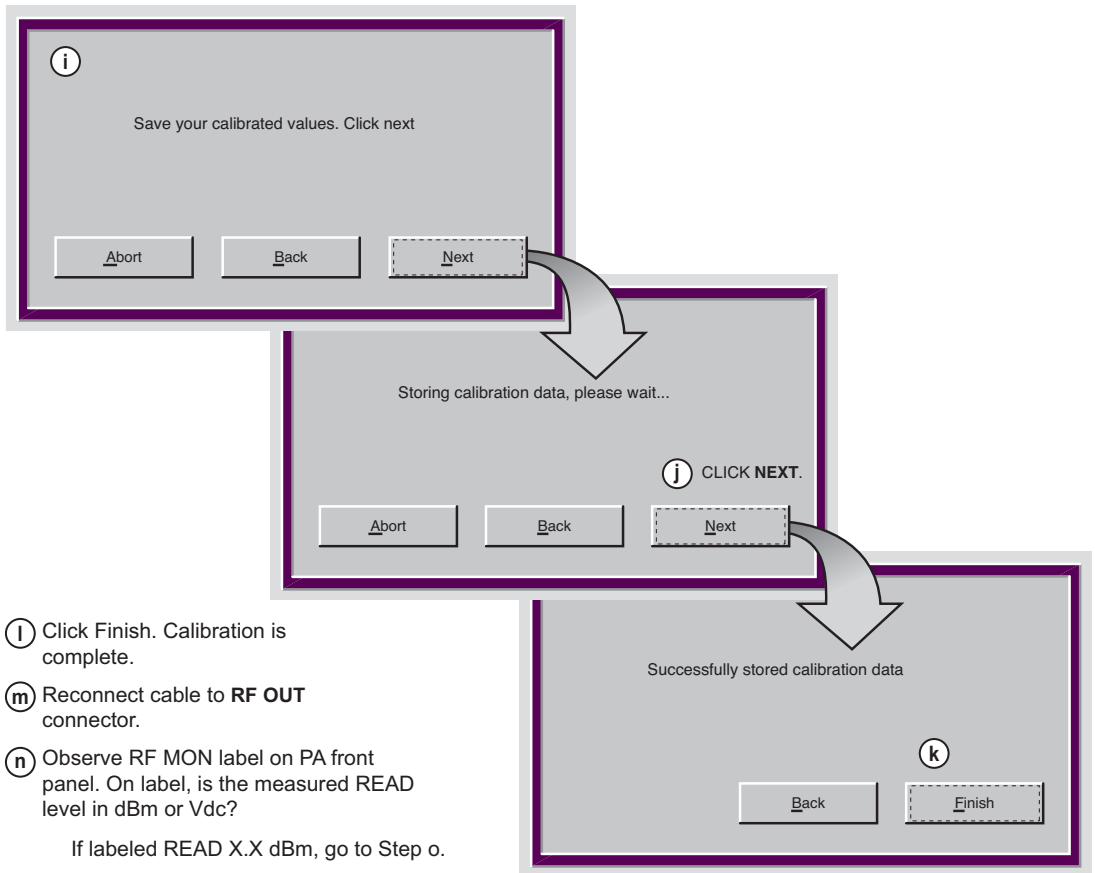 i
Save your calibrated values. Click next
Abort Back Next
Storing calibration data, please wait...
j CLICK NEXT.
Abort Back Next
Successfully stored calibration data
k
Back Finish
l Click Finish. Calibration is
complete.
m Reconnect cable to RF OUT
connector.
n Observe RF MON label on PA front
panel. On label, is the measured READ
level in dBm or Vdc?
If labeled READ X.X dBm, go to Step o.